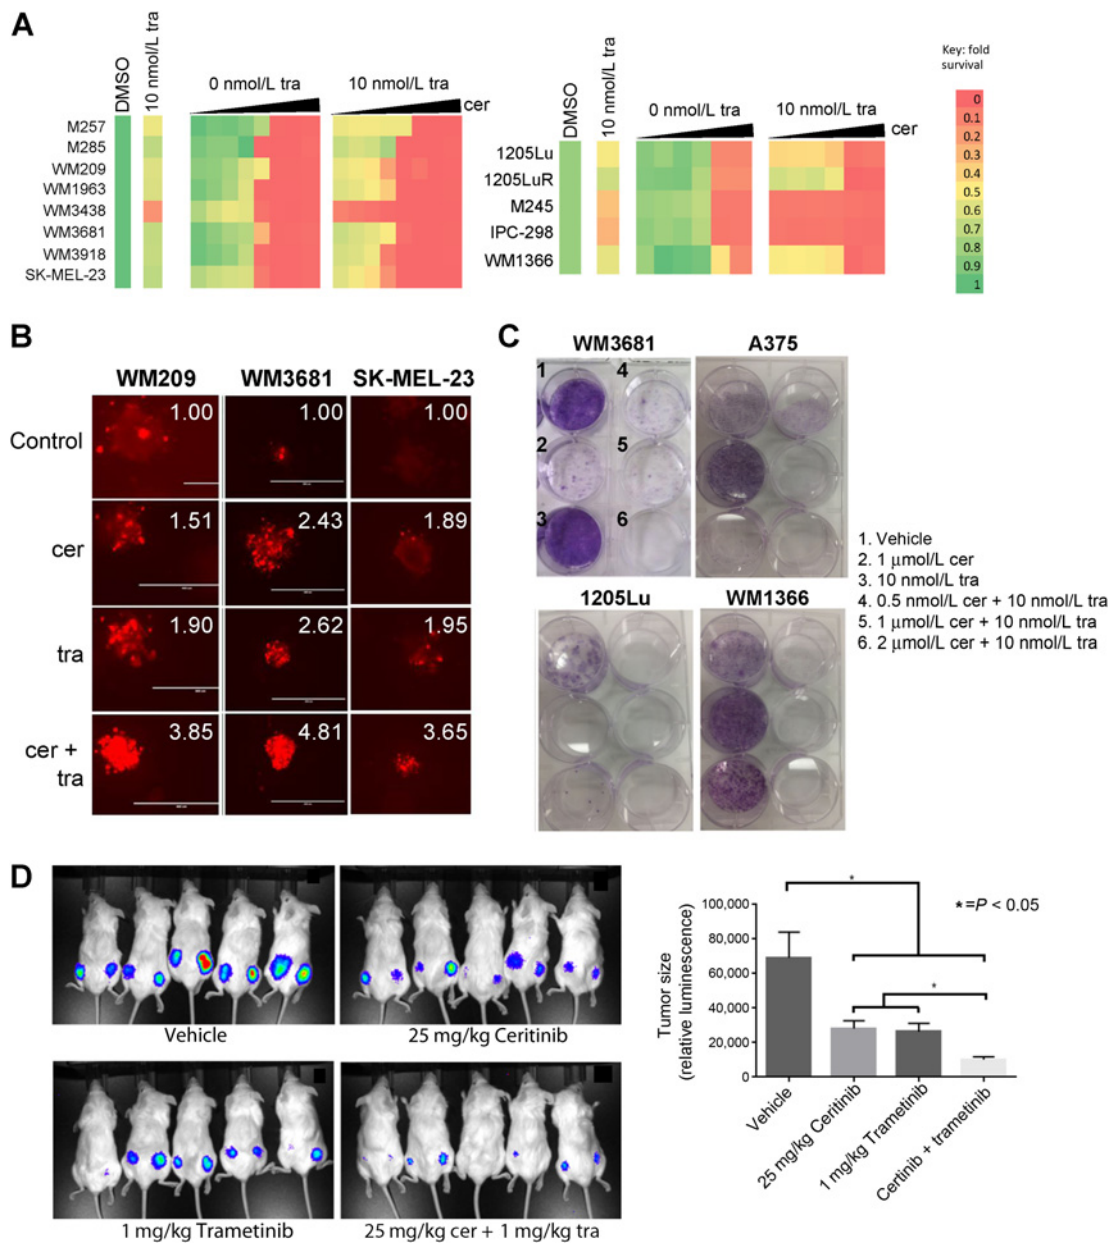 A
DMSO
10 nmol/L tra
0 nmol/L tra
10 nmol/L tra
cer
M257
M285
WM209
WM1963
WM3438
WM3681
WM3918
SK-MEL-23
DMSO
10 nmol/L tra
0 nmol/L tra
10 nmol/L tra
cer
1205Lu
1205LuR
M245
IPC-298
WM1366
Key: fold
survival
0
0.1
0.2
0.3
0.4
0.5
0.6
0.7
0.8
0.9
1
B
WM209
WM3681
SK-MEL-23
Control
1.00
1.00
1.00
cer
1.51
2.43
1.89
tra
1.90
2.62
1.95
cer +
tra
3.85
4.81
3.65
C
WM3681
A375
1
4
2
5
3
6
1205Lu
WM1366
1. Vehicle
2. 1 μmol/L cer
3. 10 nmol/L tra
4. 0.5 nmol/L cer + 10 nmol/L tra
5. 1 μmol/L cer + 10 nmol/L tra
6. 2 μmol/L cer + 10 nmol/L tra
D
Vehicle
25 mg/kg Ceritinib
1 mg/kg Trametinib
25 mg/kg cer + 1 mg/kg tra
Tumor size
(relative luminescence)
100,000
80,000
60,000
40,000
20,000
0
*
*
*=P < 0.05
Vehicle
25 mg/kg Ceritinib
1 mg/kg Trametinib
Certinib + trametinib